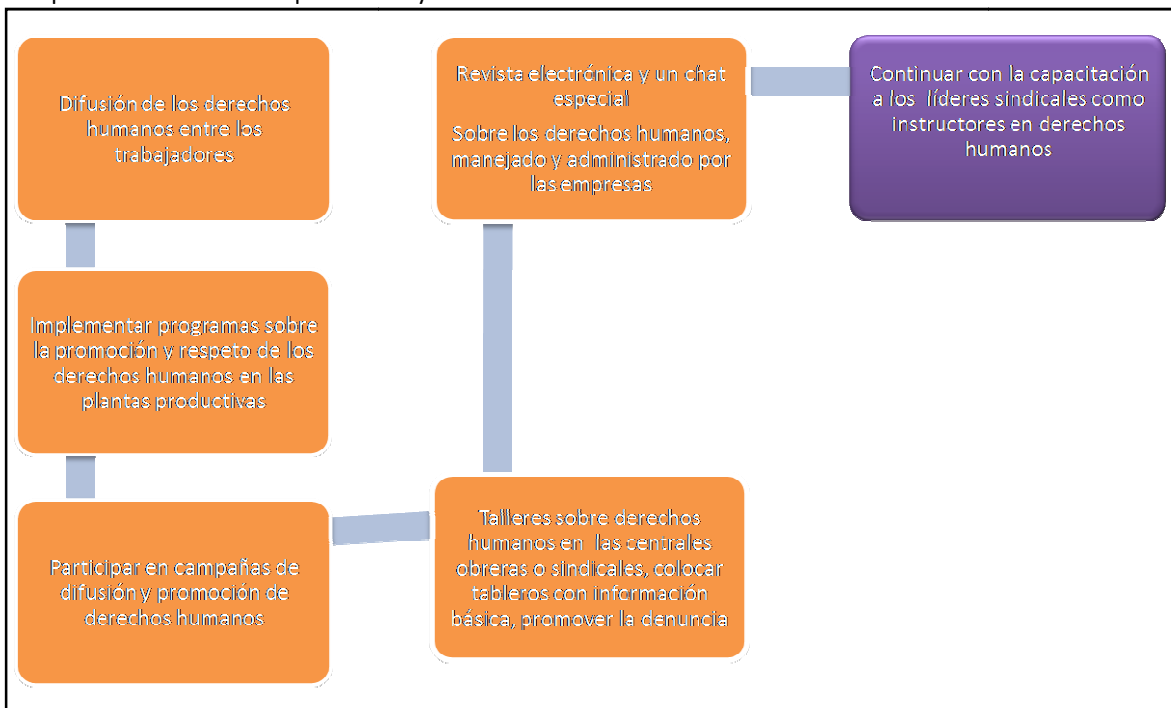 Difusión de los derechos
humanos entre los
trabajadores
Implementar programas sobre
la promoción y respeto de los
derechos humanos en las
plantas productivas
Participar en campañas de
difusión y promoción de
derechos humanos
Talleres sobre derechos
humanos en las centrales
obreras o sindicales, colocar
tableros con información
básica, promover la denuncia
Revista electrónica y un chat
especial
Sobre los derechos humanos,
manejado y administrado por
las empresas
Continuar con la capacitación
a los líderes sindicales como
instructores en derechos
humanos